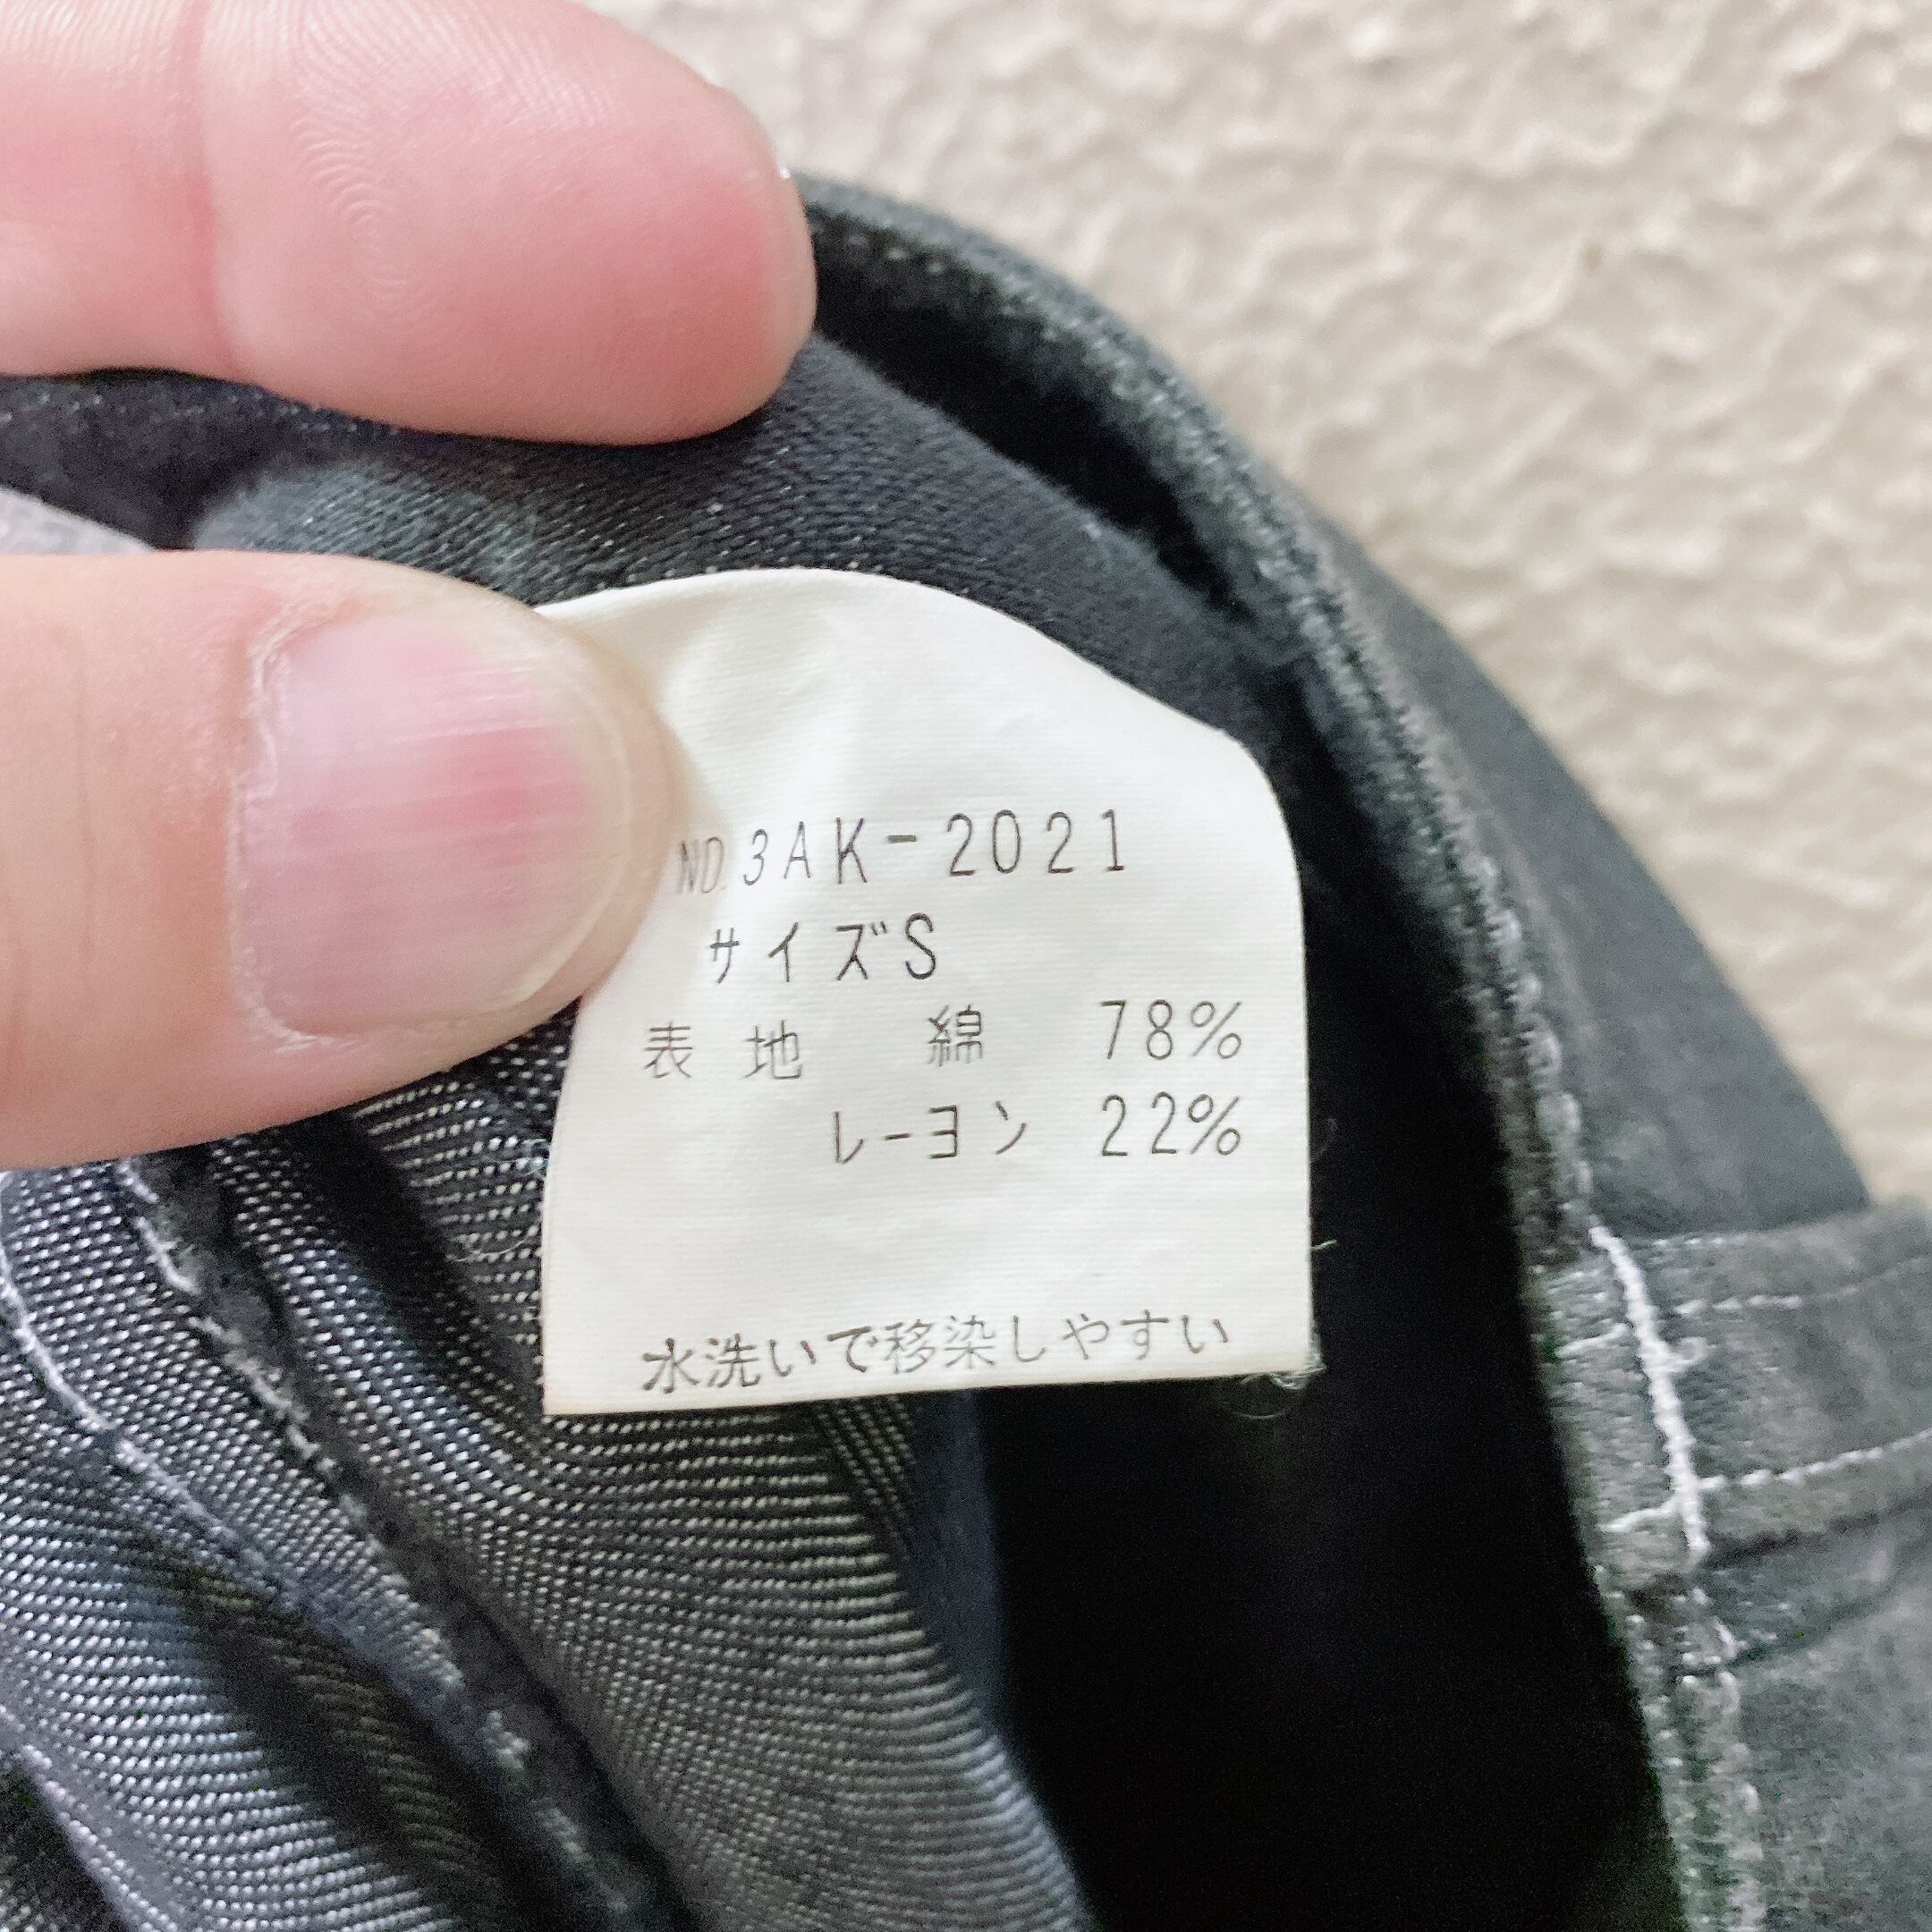 NO.3AK-2021
サイズS
表地 綿 78%
レーヨン 22%
水洗いで移染しやすい